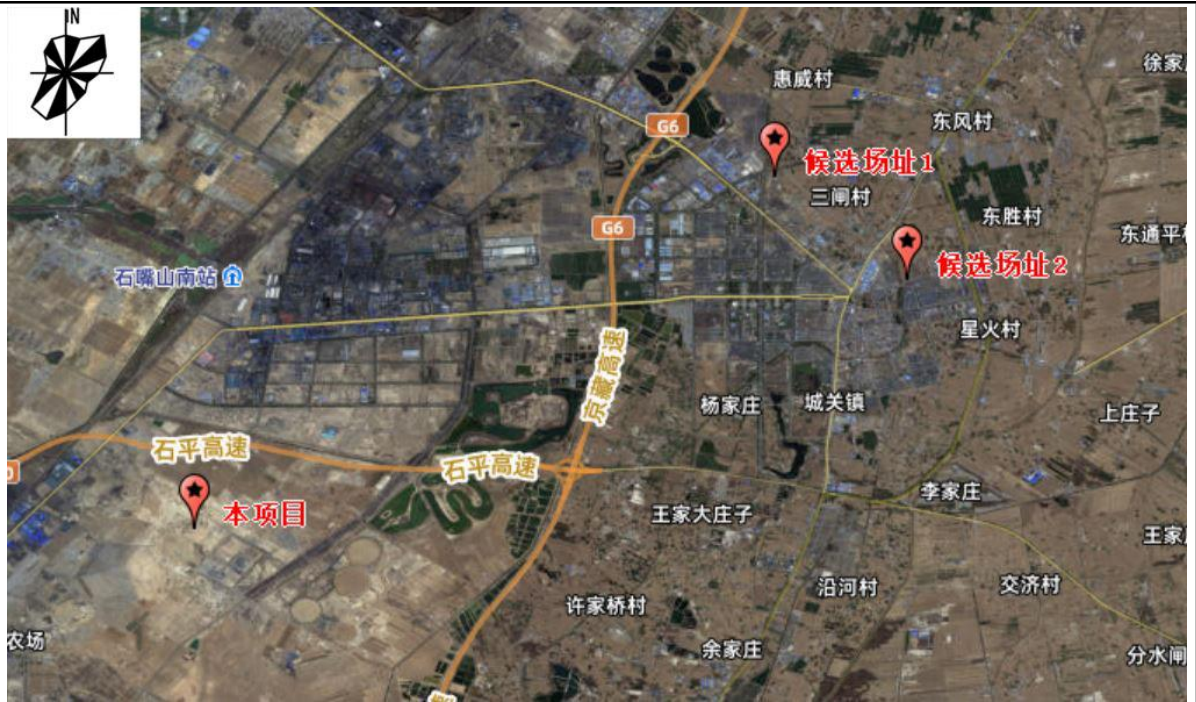 N
惠威村
徐家
东风村
G6
候选场址1
三闸村
东胜村
G6
东通平
候选场址2
石嘴山南站
星火村
京藏高速
杨家庄
城关镇
上庄子
石平高速
石平高速
本项目
李家庄
王家大庄子
王家
沿河村
交济村
许家桥村
农场
余家庄
分水闸